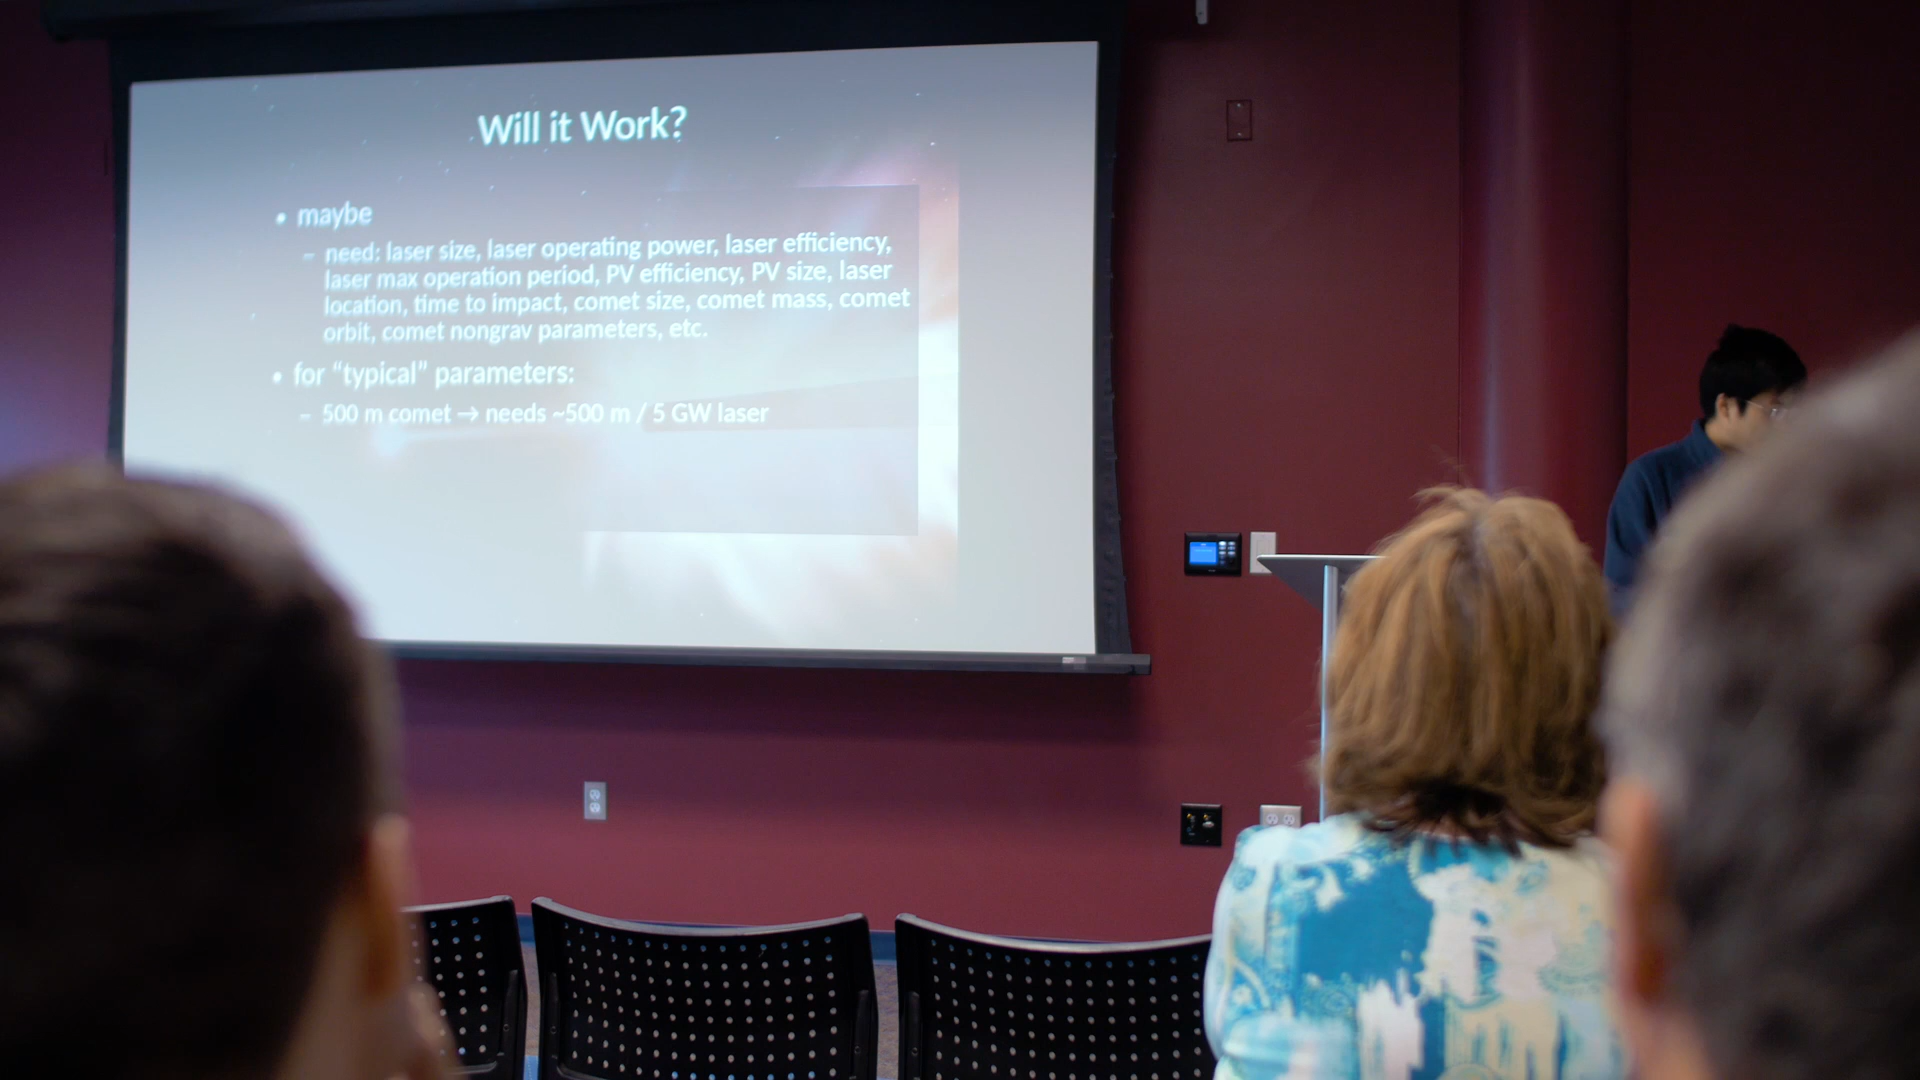 Will it Work?
• maybe
– need: laser size, laser operating power, laser efficiency,
laser max operation period, PV efficiency, PV size, laser
location, time to impact, comet size, comet mass, comet
orbit, comet nongrav parameters, etc.
• for “typical” parameters:
– 500 m comet → needs ~500 m / 5 GW laser